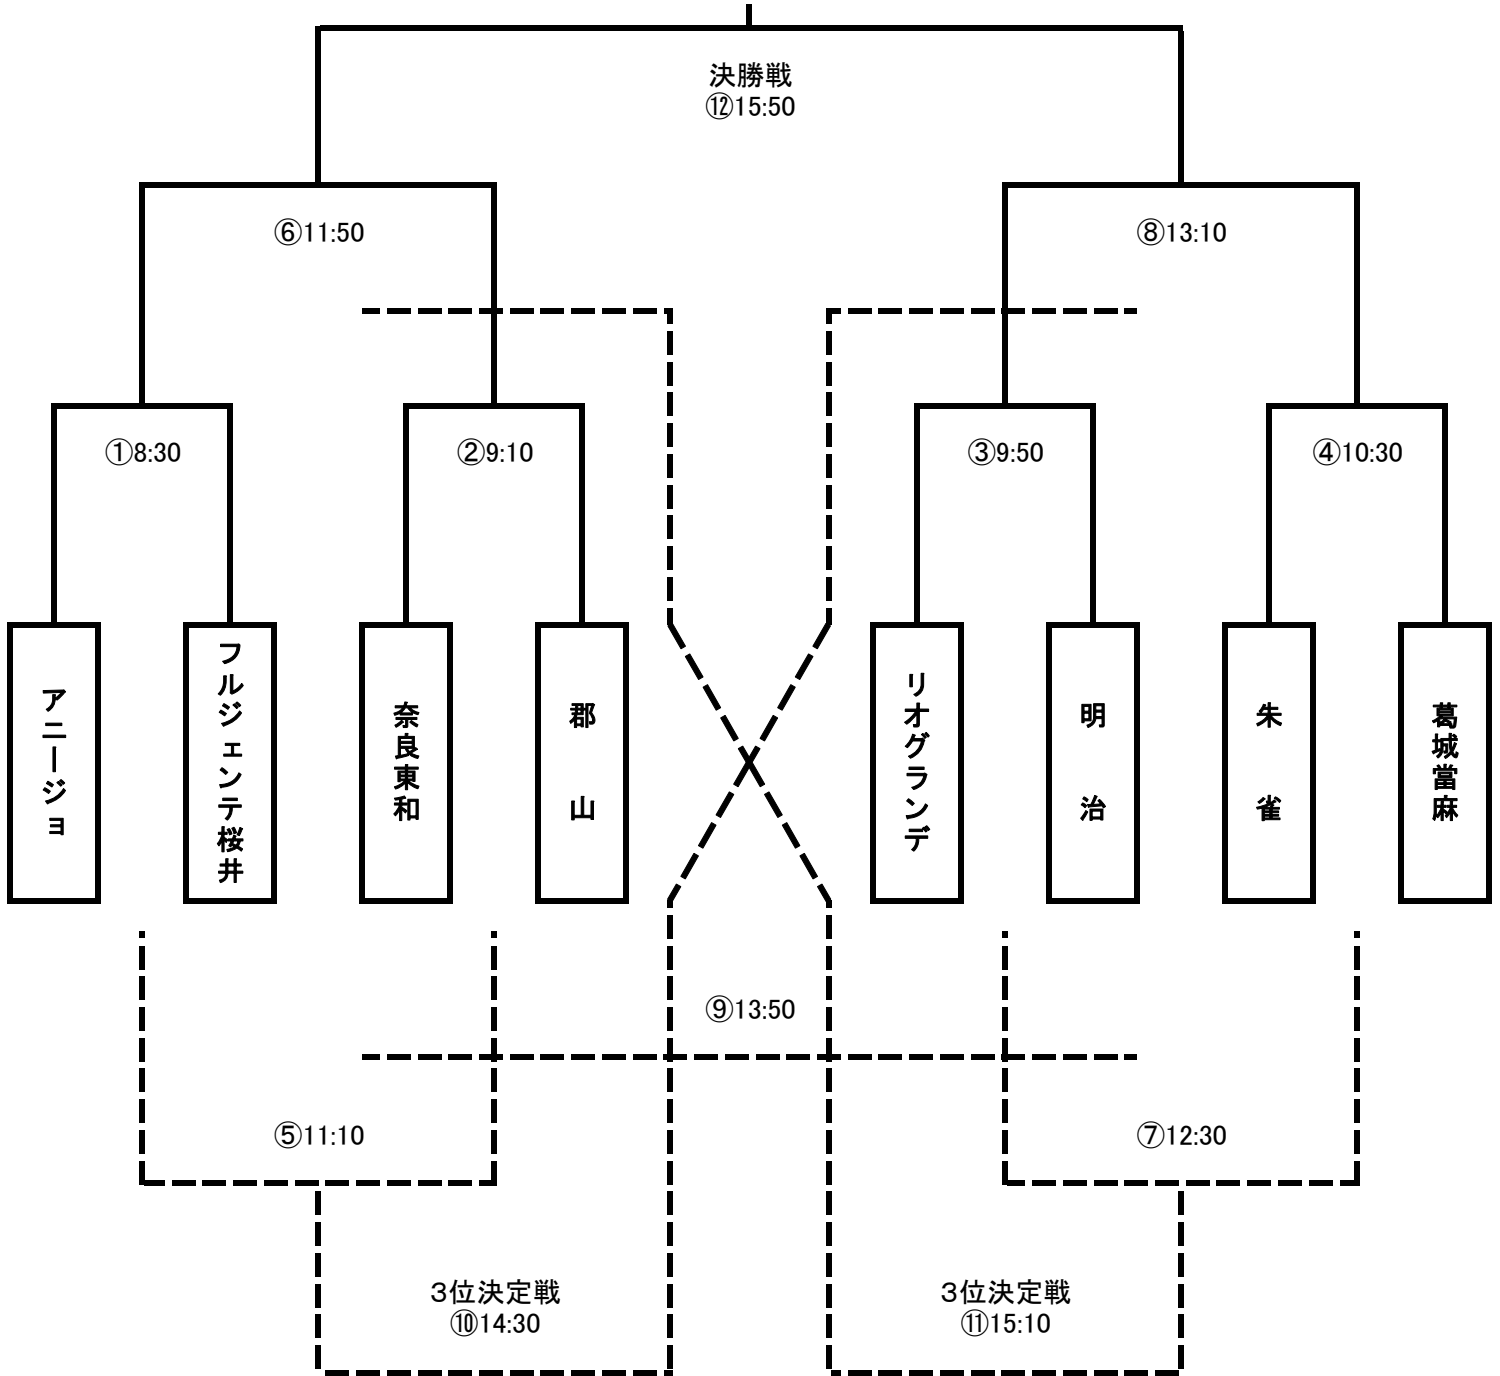 決勝戦
⑫15:50
⑥11:50
⑧13:10
①8:30
②9:10
③9:50
④10:30
アニージョ
フルジェンテ桜井
奈良東和
郡山
リオグランデ
明治
朱雀
葛城當麻
⑨13:50
⑤11:10
⑦12:30
３位決定戦
⑩14:30
３位決定戦
⑪15:10